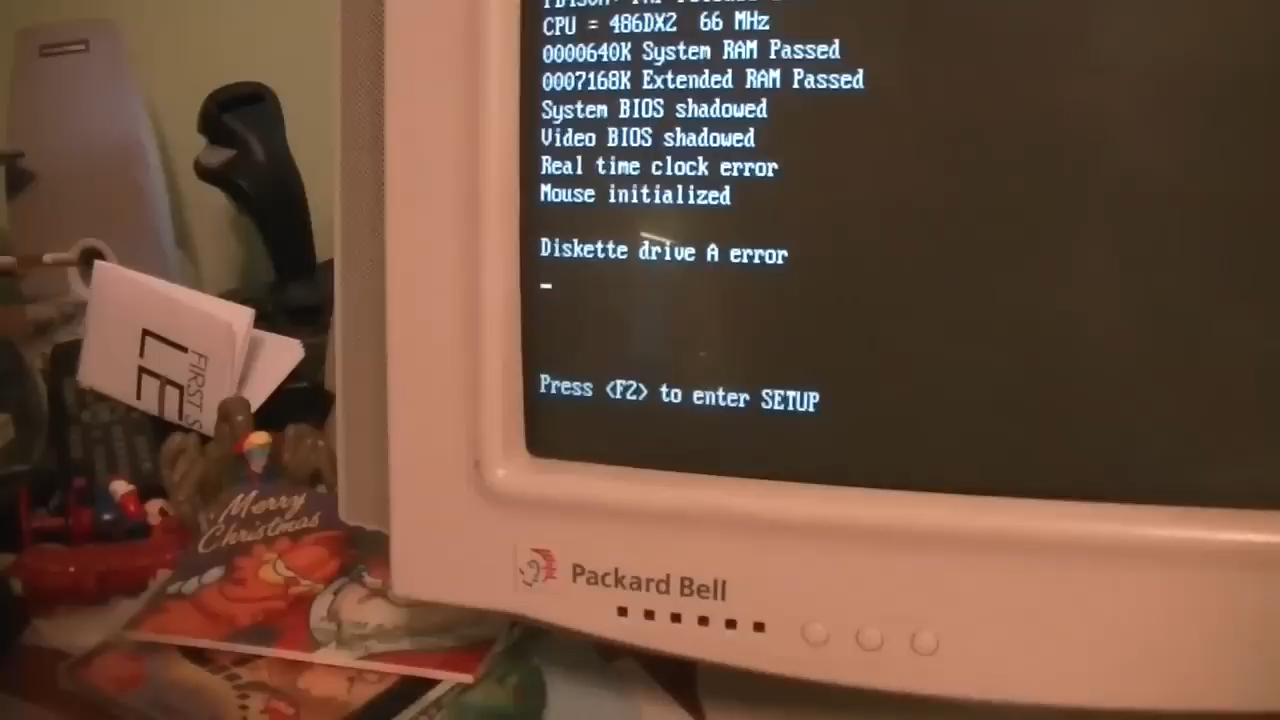 CPU = 486DX2 66 MHz
0000640K System RAM Passed
0007168K Extended RAM Passed
System BIOS shadowed
Video BIOS shadowed
Real time clock error
Mouse initialized
Diskette drive A error
Press <F2> to enter SETUP
Packard Bell
FIRST S
LE
Merry
Christmas